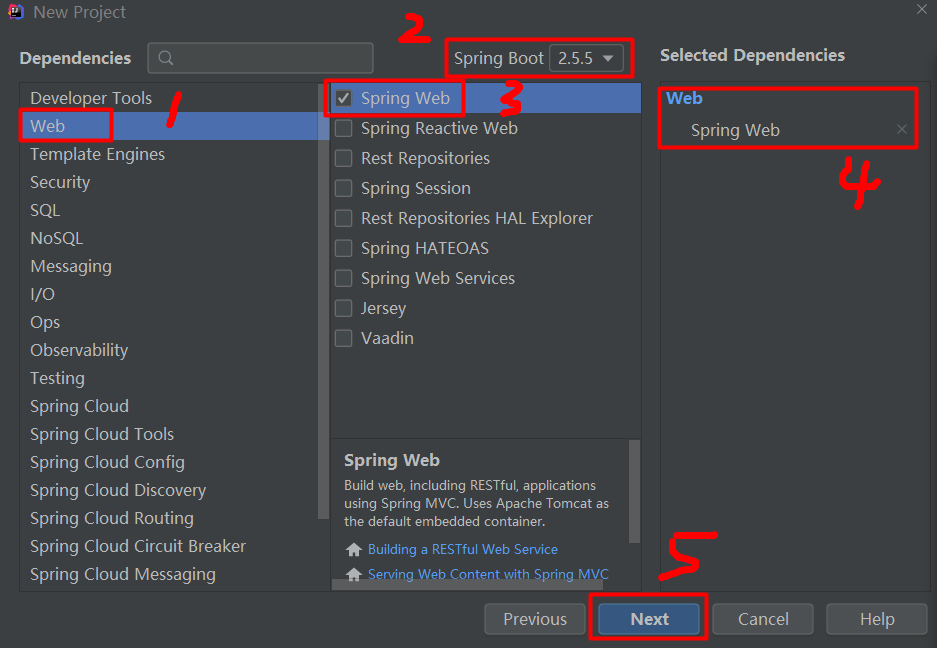 New Project
2
Dependencies
Spring Boot 2.5.5
Selected Dependencies
Developer Tools
Web
Template Engines
Security
SQL
NoSQL
Messaging
I/O
Ops
Observability
Testing
Spring Cloud
Spring Cloud Tools
Spring Cloud Config
Spring Cloud Discovery
Spring Cloud Routing
Spring Cloud Circuit Breaker
Spring Cloud Messaging
1
Spring Web
3
Spring Reactive Web
Rest Repositories
Spring Session
Rest Repositories HAL Explorer
Spring HATEOAS
Spring Web Services
Jersey
Vaadin
Spring Web
Build web, including RESTful, applications
using Spring MVC. Uses Apache Tomcat as
the default embedded container.
Building a RESTful Web Service
Serving Web Content with Spring MVC
Web
Spring Web
4
5
Previous
Next
Cancel
Help